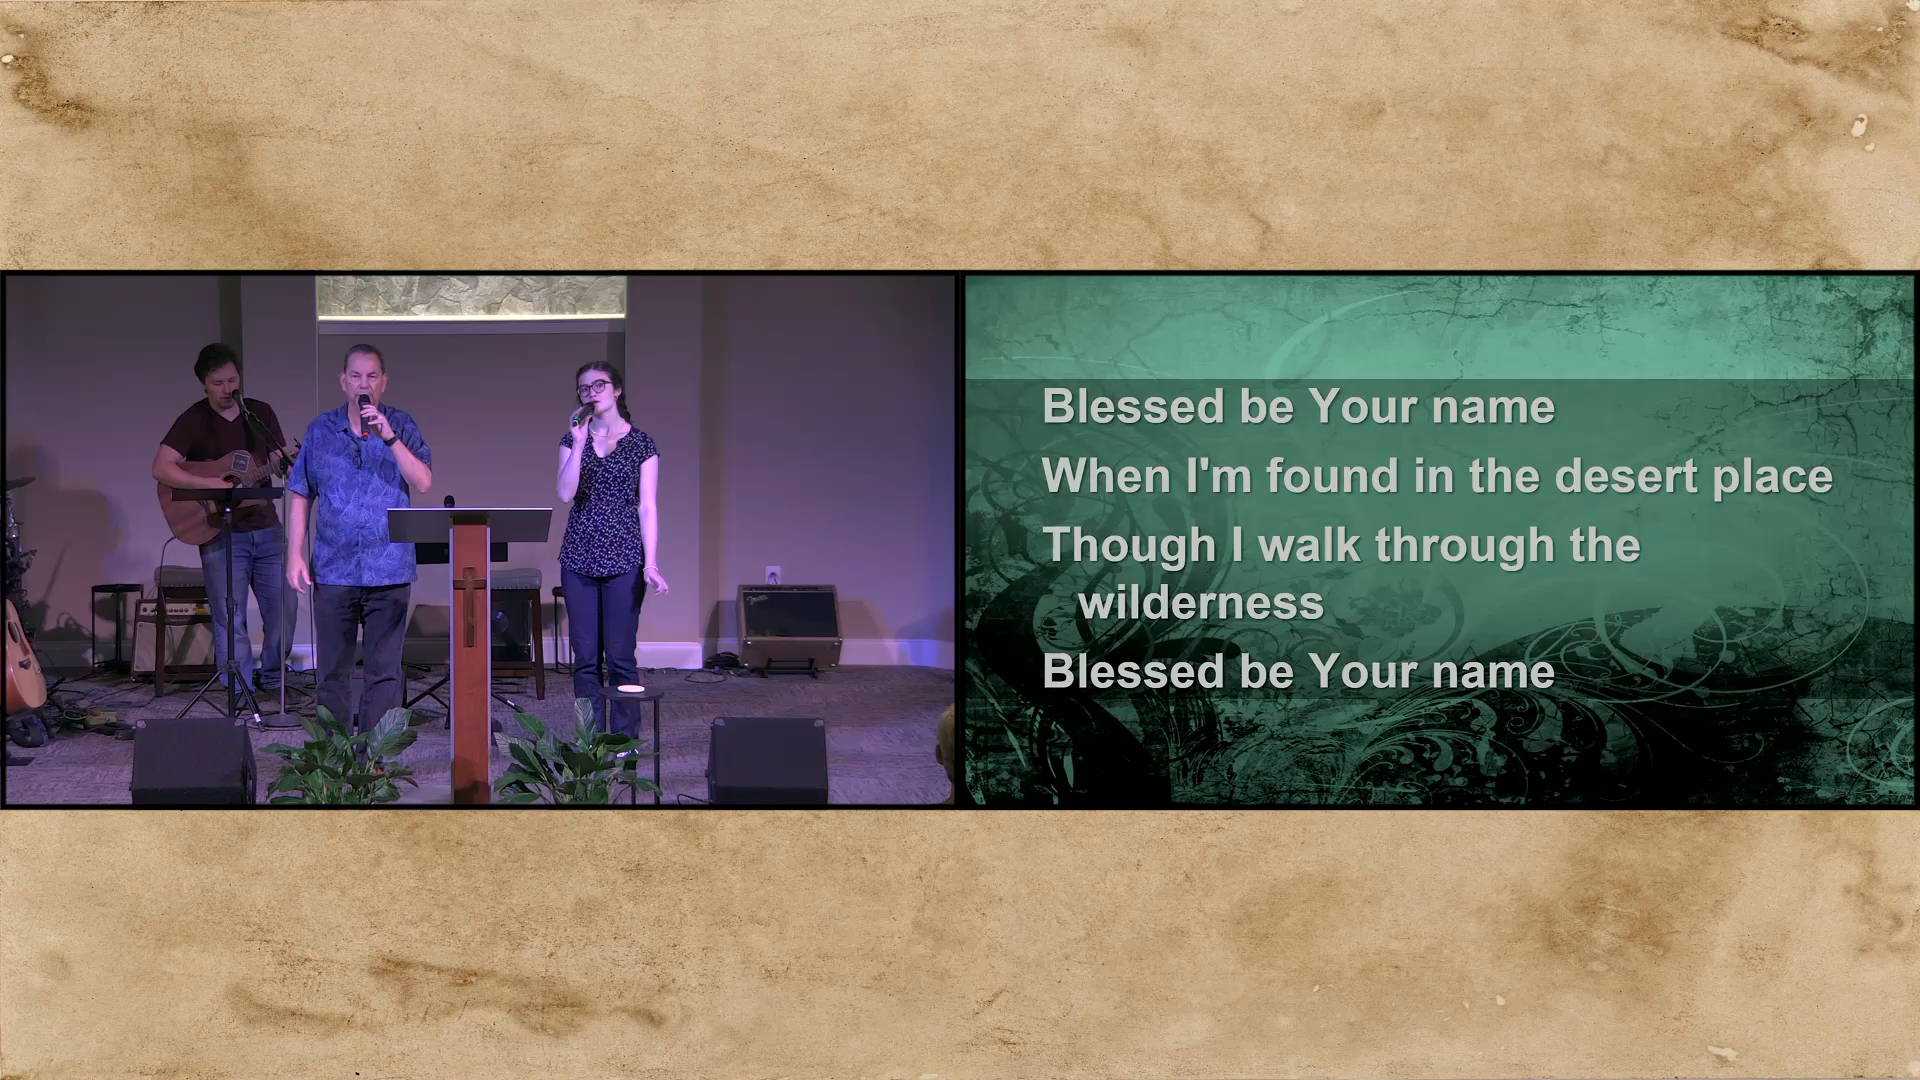 Blessed be Your name
When I'm found in the desert place
Though I walk through the
wilderness
Blessed be Your name
Fender